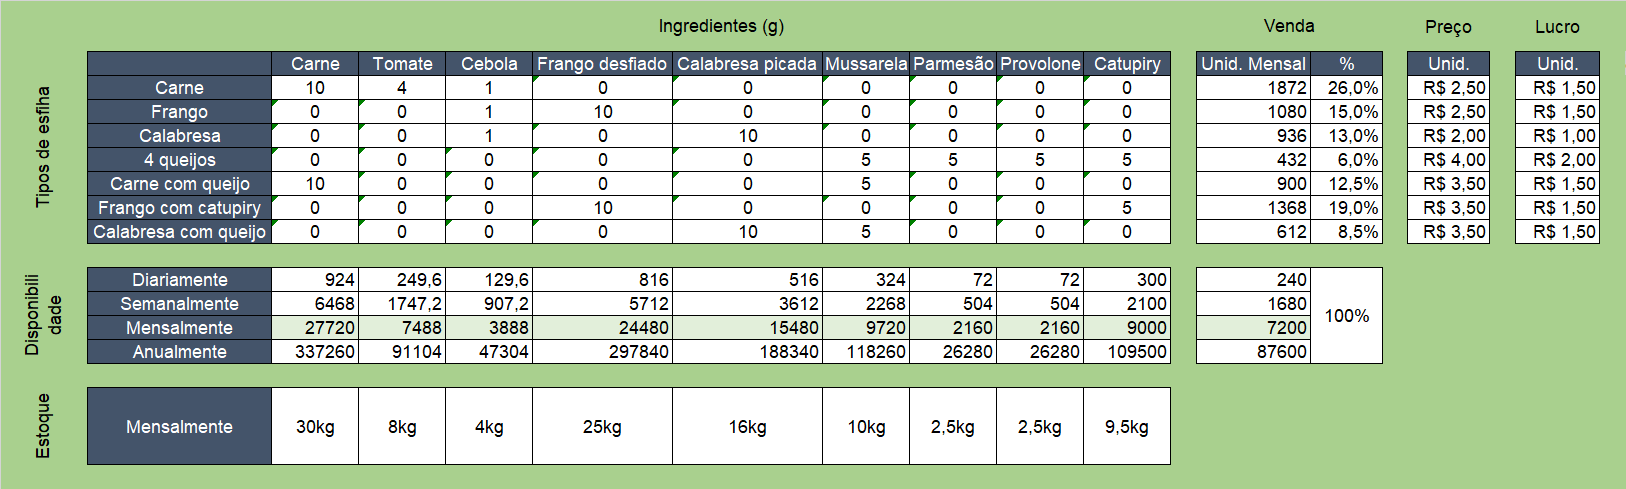 Ingredientes (g) Venda Preço Lucro
Carne Tomate Cebola Frango desfiado Calabresa picada Mussarela Parmesão Provolone Catupiry Unid. Mensal % Unid. Unid.
Tipos de esfiha
Carne 10 4 1 0 0 0 0 0 0 1872 26,0% R$ 2,50 R$ 1,50
Frango 0 0 1 10 0 0 0 0 0 1080 15,0% R$ 2,50 R$ 1,50
Calabresa 0 0 1 0 10 0 0 0 0 936 13,0% R$ 2,00 R$ 1,00
4 queijos 0 0 0 0 0 5 5 5 5 432 6,0% R$ 4,00 R$ 2,00
Carne com queijo 10 0 0 0 0 5 0 0 0 900 12,5% R$ 3,50 R$ 1,50
Frango com catupiry 0 0 0 10 0 0 0 0 5 1368 19,0% R$ 3,50 R$ 1,50
Calabresa com queijo 0 0 0 0 10 5 0 0 0 612 8,5% R$ 3,50 R$ 1,50
Disponibili
dade
Diariamente 924 249,6 129,6 816 516 324 72 72 300 240
Semanalmente 6468 1747,2 907,2 5712 3612 2268 504 504 2100 1680
100%
Mensalmente 27720 7488 3888 24480 15480 9720 2160 2160 9000 7200
Anualmente 337260 91104 47304 297840 188340 118260 26280 26280 109500 87600
Estoque
Mensalmente 30kg 8kg 4kg 25kg 16kg 10kg 2,5kg 2,5kg 9,5kg